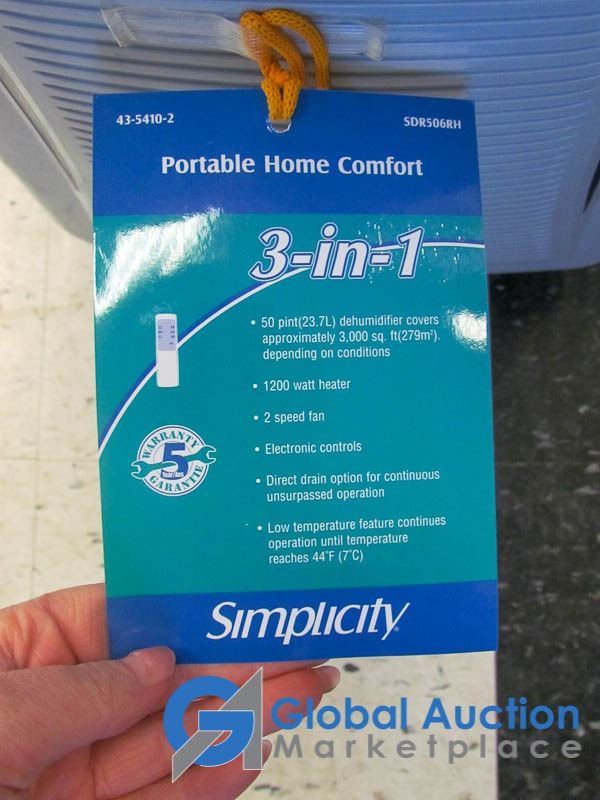 43-5410-2 SDR506RH
Portable Home Comfort
3-in-1
• 50 pint(23.7L) dehumidifier covers
approximately 3,000 sq. ft(279m²).
depending on conditions
• 1200 watt heater
• 2 speed fan
• Electronic controls
• Direct drain option for continuous
unsurpassed operation
• Low temperature feature continues
operation until temperature
reaches 44°F (7°C)
WARRANTY
5
Year/Ans
GARANTIE
Simplicity
Global Auction
Marketplace